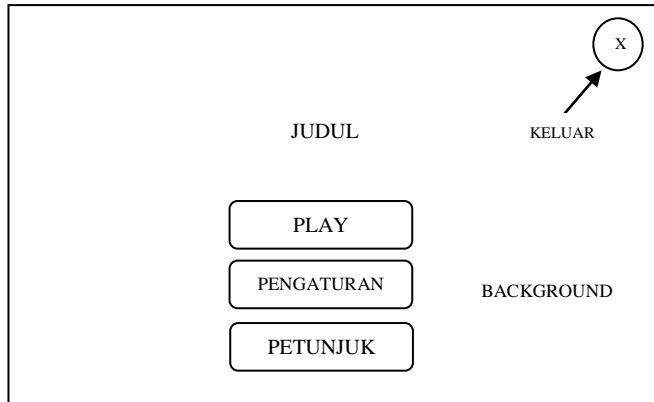 X
JUDUL
KELUAR
PLAY
PENGATURAN
BACKGROUND
PETUNJUK